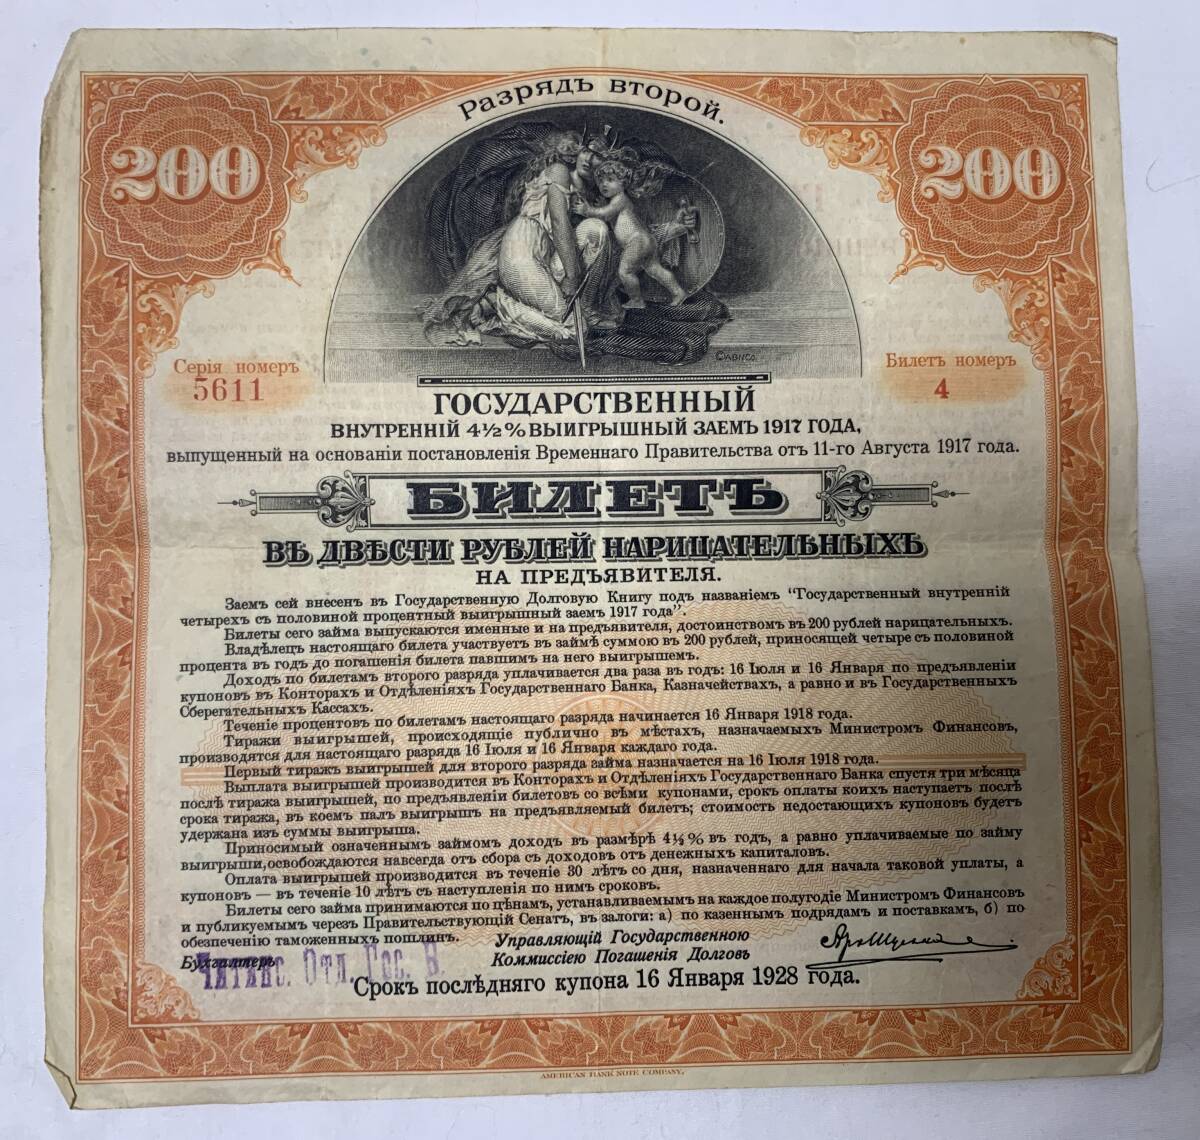 Разрядъ второй.
200
200
C'ABNCO.
Серія номеръ
5611
Билетъ номеръ
4
ГОСУДАРСТВЕННЫЙ
ВНУТРЕННІЙ 4½% ВЫИГРЫШНЫЙ ЗАЕМЪ 1917 ГОДА,
выпущенный на основаніи постановленія Временнаго Правительства отъ 11-го Августа 1917 года.
БИЛЕТЪ
ВЪ ДВѢСТИ РУБЛЕЙ НАРИЦАТЕЛЬНЫХЪ
НА ПРЕДЪЯВИТЕЛЯ.
Заемъ сей внесенъ въ Государственную Долговую Книгу подъ названіемъ "Государственный внутренній
четырехъ съ половиной процентный выигрышный заемъ 1917 года".
Билеты сего займа выпускаются именные и на предъявителя, достоинствомъ въ 200 рублей нарицательныхъ.
Владѣлецъ настоящаго билета участвуетъ въ займѣ суммою въ 200 рублей, приносящей четыре съ половиной
процента въ годъ до погашенія билета павшимъ на него выигрышемъ.
Доходъ по билетамъ второго разряда уплачивается два раза въ годъ: 16 Іюля и 16 Января по предъявленіи
купоновъ въ Конторахъ и Отдѣленіяхъ Государственнаго Банка, Казначействахъ, а равно и въ Государственныхъ
Сберегательныхъ Кассахъ.
Теченіе процентовъ по билетамъ настоящаго разряда начинается 16 Января 1918 года.
Тиражи выигрышей, происходящіе публично въ мѣстахъ, назначаемыхъ Министромъ Финансовъ,
производятся для настоящаго разряда 16 Іюля и 16 Января каждаго года.
Первый тиражъ выигрышей для второго разряда займа назначается на 16 Іюля 1918 года.
Выплата выигрышей производится въ Конторахъ и Отдѣленіяхъ Государственнаго Банка спустя три мѣсяца
послѣ тиража выигрышей, по предъявленіи билетовъ со всѣми купонами, срокъ оплаты коихъ наступаетъ послѣ
срока тиража, въ коемъ палъ выигрышъ на предъявляемый билетъ; стоимость недостающихъ купоновъ будетъ
удержана изъ суммы выигрыша.
Приносимый означеннымъ займомъ доходъ въ размѣрѣ 4½% въ годъ, а равно уплачиваемые по займу
выигрыши, освобождаются навсегда отъ сбора съ доходовъ отъ денежныхъ капиталовъ.
Оплата выигрышей производится въ теченіе 30 лѣтъ со дня, назначеннаго для начала таковой уплаты, а
купоновъ — въ теченіе 10 лѣтъ съ наступленія по нимъ сроковъ.
Билеты сего займа принимаются по цѣнамъ, устанавливаемымъ на каждое полугодіе Министромъ Финансовъ
и публикуемымъ черезъ Правительствующій Сенатъ, въ залоги: а) по казеннымъ подрядамъ и поставкамъ, б) по
обезпеченію таможенныхъ пошлинъ.
Управляющій Государственною
Коммиссіею Погашенія Долговъ
Бухгалтеръ
Читинс. Отд. Гос. Б.
Срокъ послѣдняго купона 16 Января 1928 года.
AMERICAN BANK NOTE COMPANY.